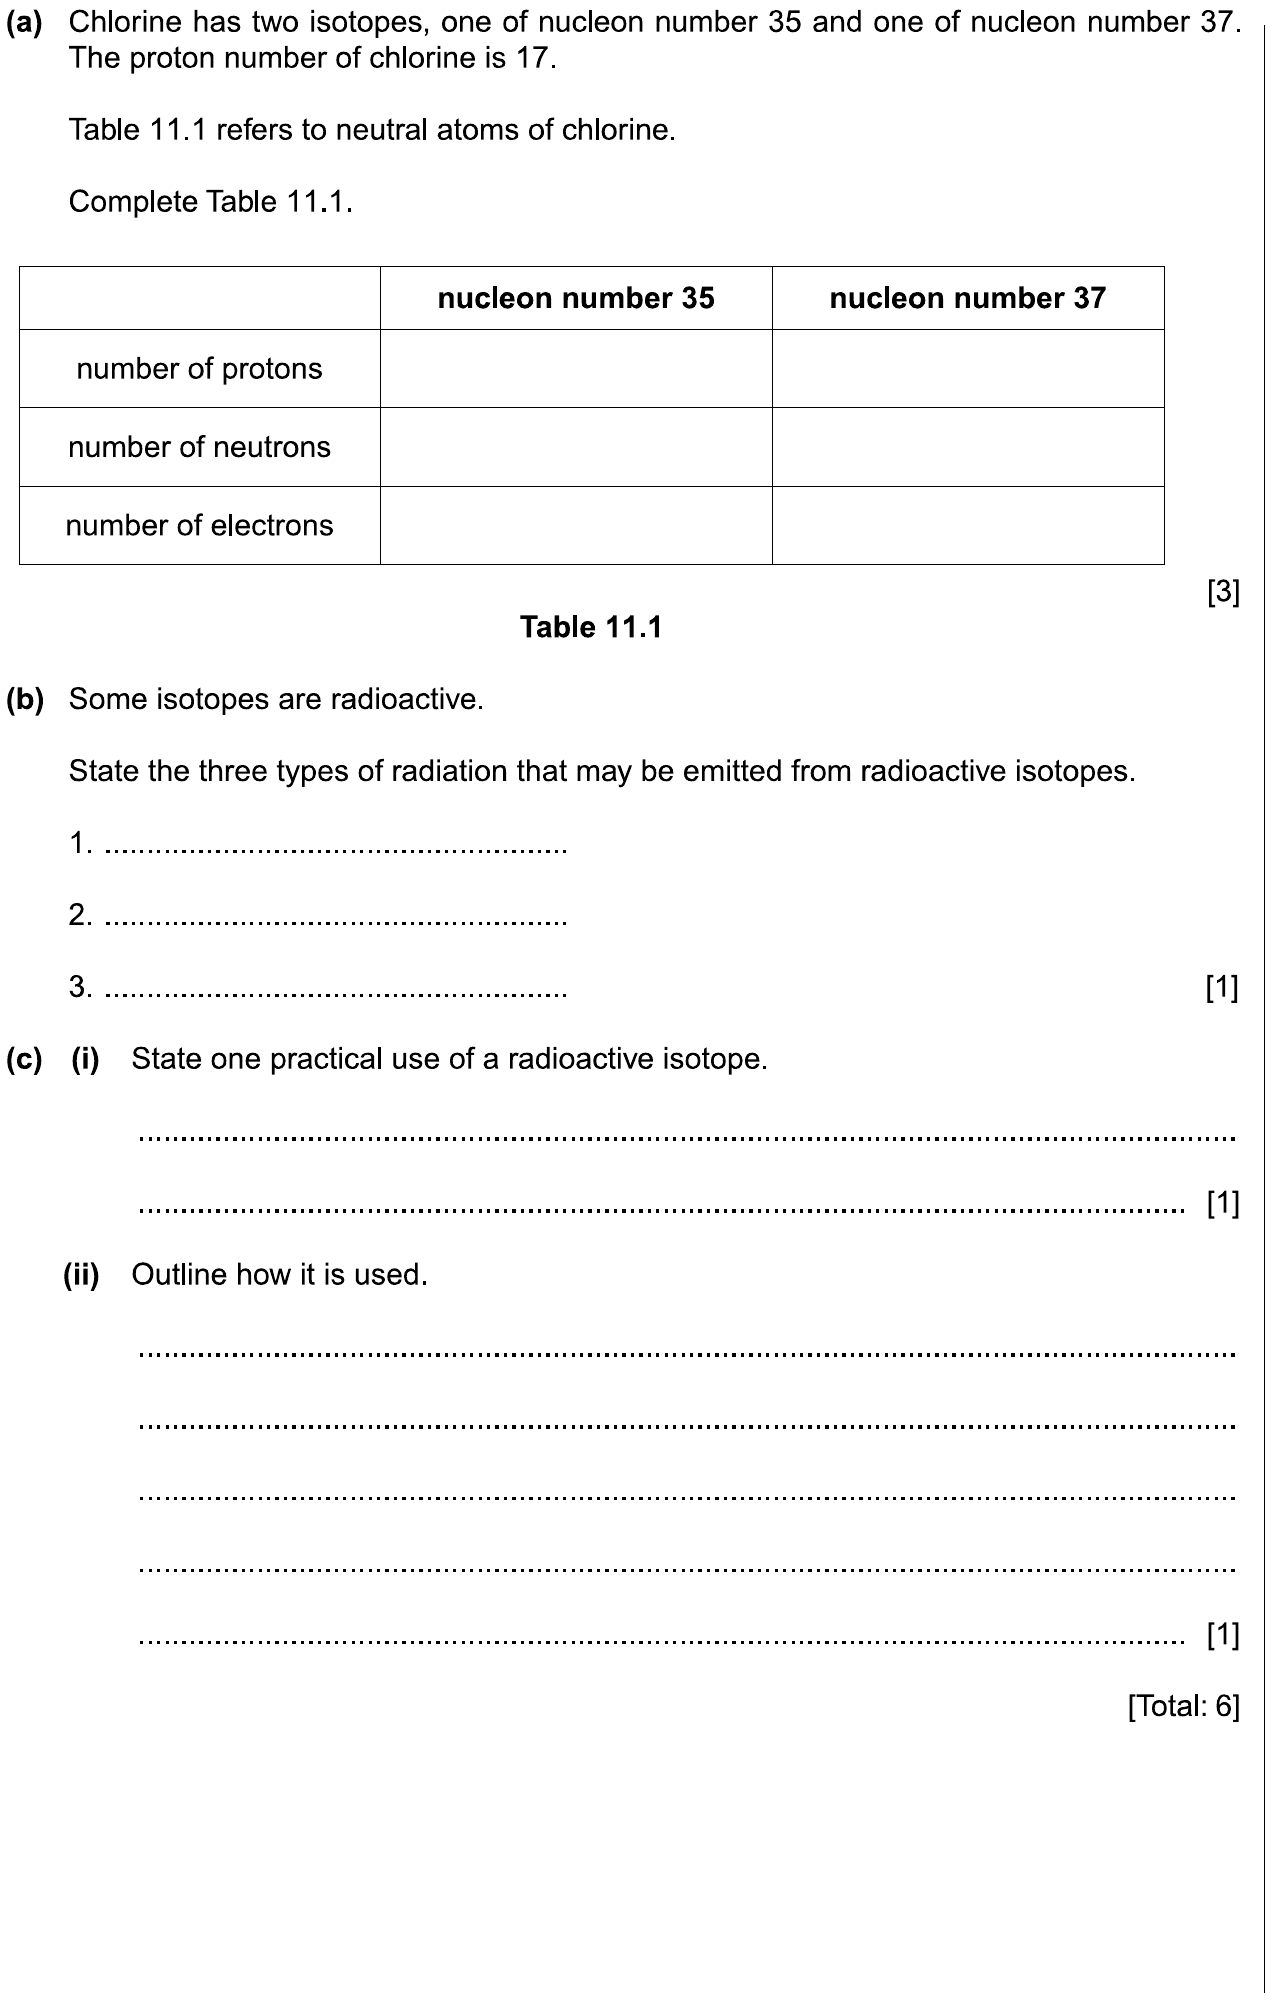 (a) Chlorine has two isotopes, one of nucleon number 35 and one of nucleon number 37.
The proton number of chlorine is 17.
Table 11.1 refers to neutral atoms of chlorine.
Complete Table 11.1.
nucleon number 35 nucleon number 37
number of protons
number of neutrons
number of electrons
[3]
Table 11.1
(b) Some isotopes are radioactive.
State the three types of radiation that may be emitted from radioactive isotopes.
1. ........................................................
2. ........................................................
3. ........................................................ [1]
(c) (i) State one practical use of a radioactive isotope.
..................................................................................................................................
............................................................................................................................ [1]
(ii) Outline how it is used.
..................................................................................................................................
..................................................................................................................................
..................................................................................................................................
..................................................................................................................................
............................................................................................................................ [1]
[Total: 6]